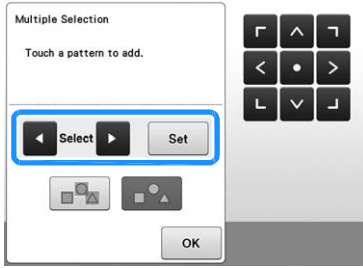 Multiple Selection
Touch a pattern to add.
Select
Set
OK